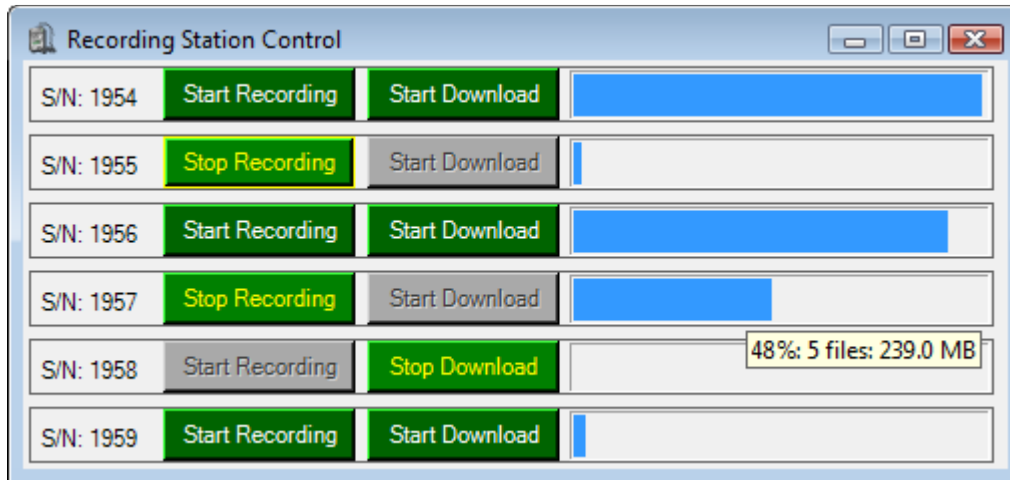 Recording Station Control
S/N: 1954 Start Recording Start Download
S/N: 1955 Stop Recording Start Download
S/N: 1956 Start Recording Start Download
S/N: 1957 Stop Recording Start Download
48%: 5 files: 239.0 MB
S/N: 1958 Start Recording Stop Download
S/N: 1959 Start Recording Start Download